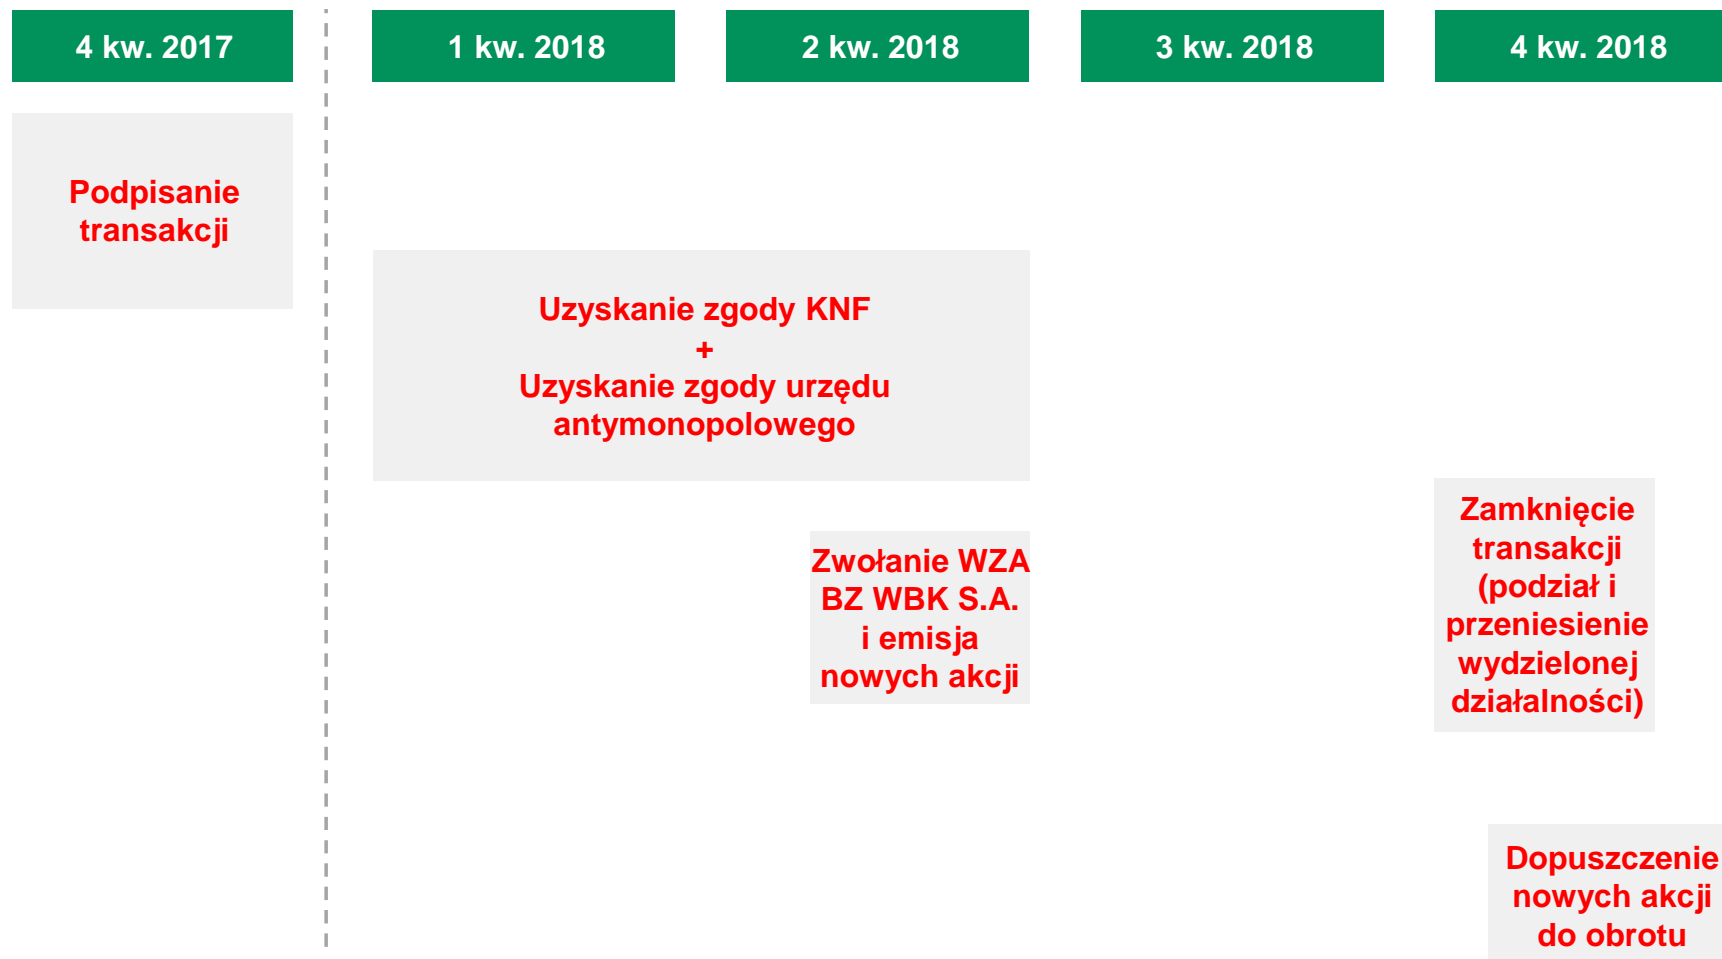 4 kw. 2017
1 kw. 2018
2 kw. 2018
3 kw. 2018
4 kw. 2018
Podpisanie
transakcji
Uzyskanie zgody KNF
+
Uzyskanie zgody urzędu
antymonopolowego
Zwołanie WZA
BZ WBK S.A.
i emisja
nowych akcji
Zamknięcie
transakcji
(podział i
przeniesienie
wydzielonej
działalności)
Dopuszczenie
nowych akcji
do obrotu